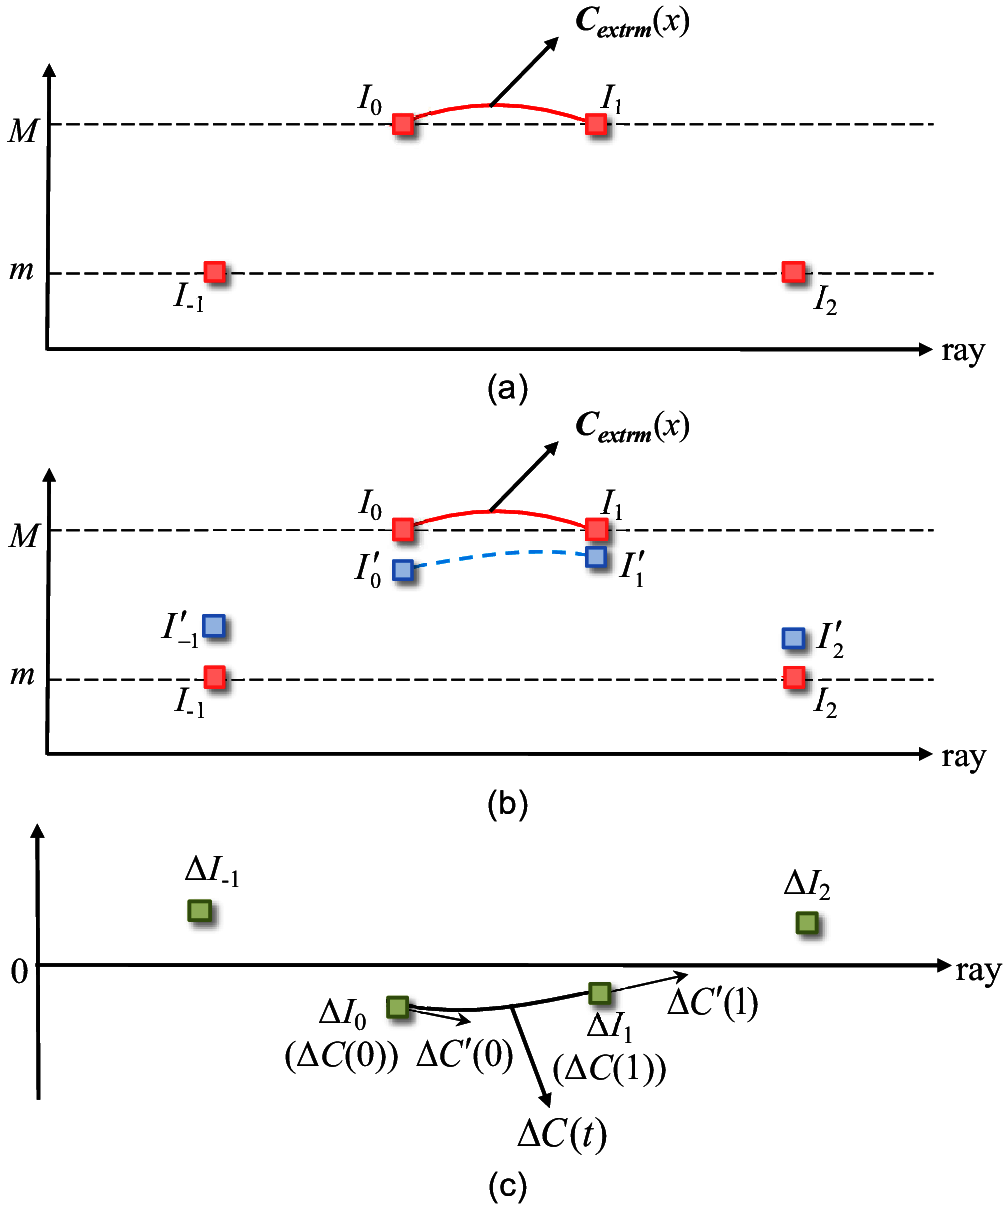 C_extrm(x)
I_0 I_1
M
m
I_-1 I_2
ray
(a)
C_extrm(x)
I_0 I_1
M
I′_0 I′_1
I′_−1 I′_2
m
I_-1 I_2
ray
(b)
ΔI_-1 ΔI_2
0 ray
ΔI_0 ΔI_1 ΔC′(1)
(ΔC(0)) ΔC′(0) (ΔC(1))
ΔC(t)
(c)